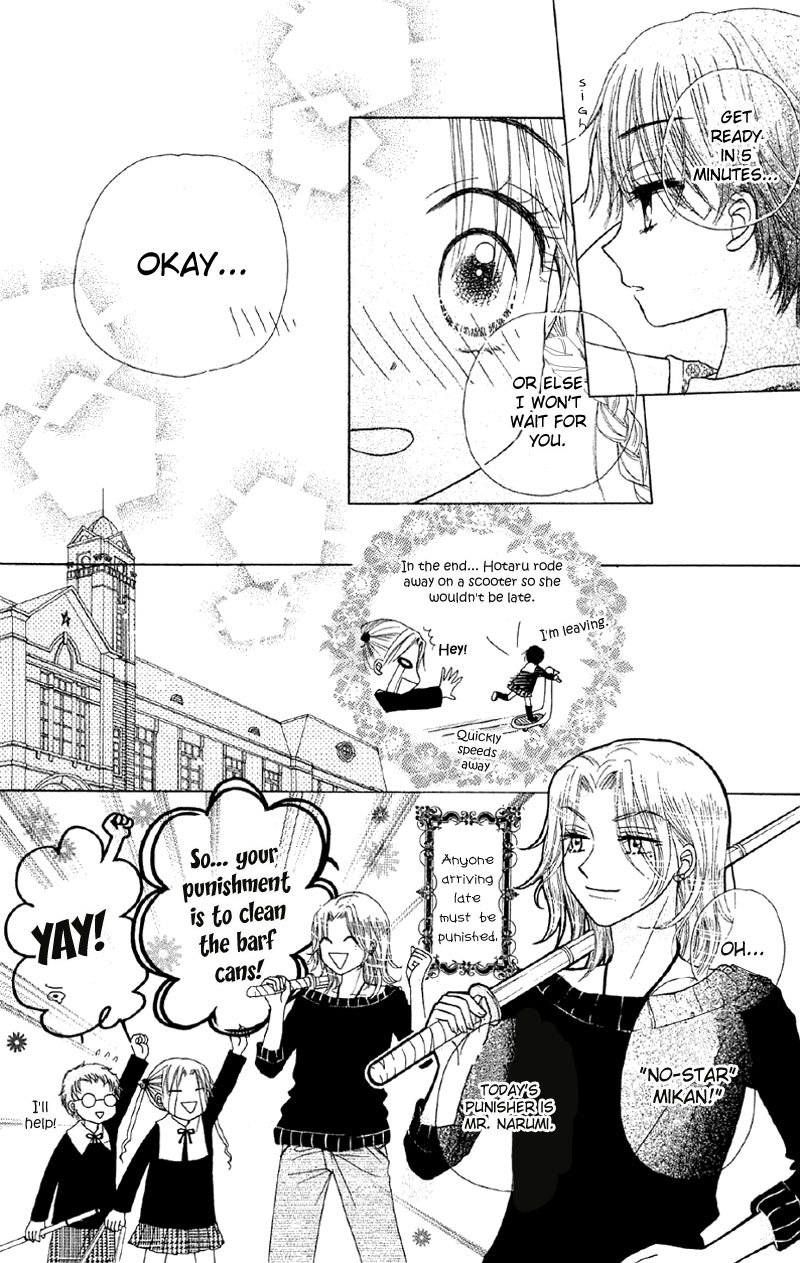 sigh
GET
READY
IN 5
MINUTES...
OR ELSE
I WON'T
WAIT FOR
YOU.
OKAY...
In the end... Hotaru rode
away on a scooter so she
wouldn't be late.
I'm leaving.
Hey!
Quickly
speeds
away
Anyone
arriving
late
must be
punished.
OH...
"NO-STAR"
MIKAN!"
TODAY'S
PUNISHER IS
MR. NARUMI.
So... your
punishment
is to clean
the barf
cans!
YAY!
I'll
help!